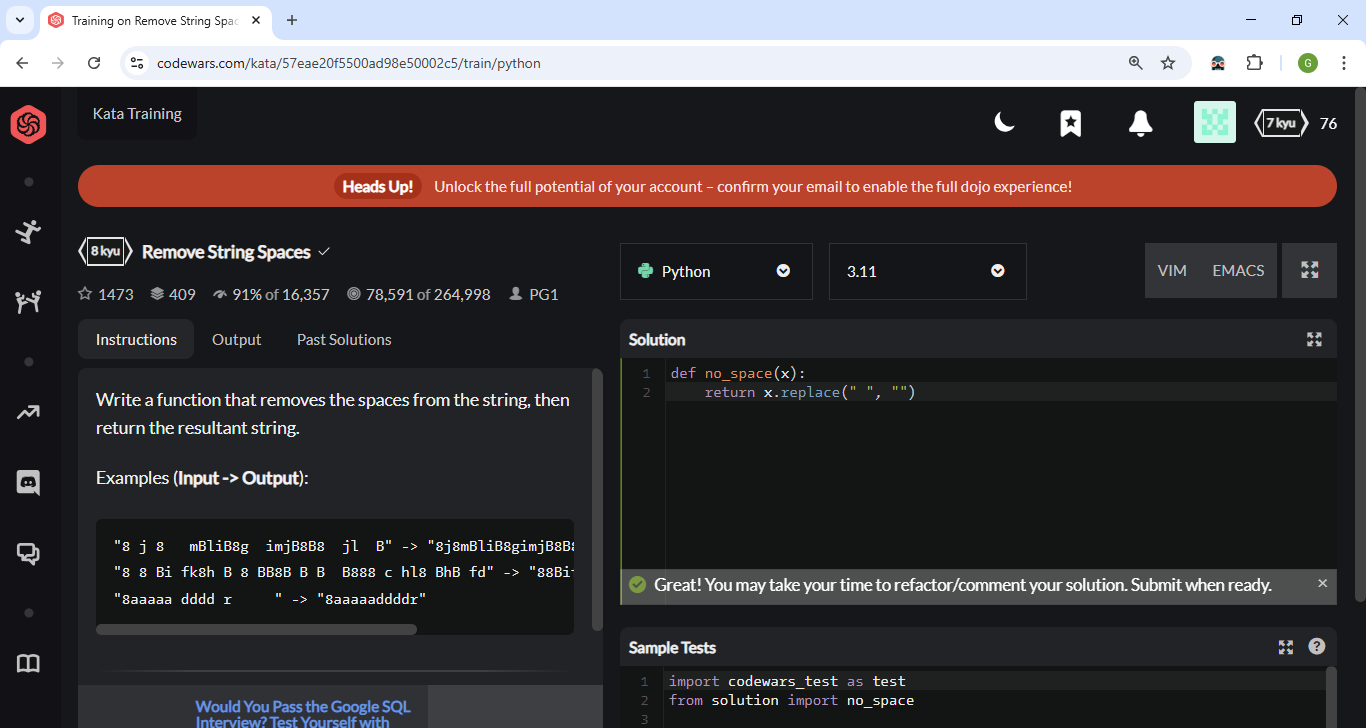 Training on Remove String Spac
codewars.com/kata/57eae20f5500ad98e50002c5/train/python
G
Kata Training
7 kyu 76
Heads Up! Unlock the full potential of your account – confirm your email to enable the full dojo experience!
8 kyu Remove String Spaces
1473 409 91% of 16,357 78,591 of 264,998 PG1
Python 3.11 VIM EMACS
Instructions Output Past Solutions
Write a function that removes the spaces from the string, then
return the resultant string.
Examples (Input -> Output):
"8 j 8   mBliB8g  imjB8B8  jl  B" -> "8j8mBliB8gimjB8B8
"8 8 Bi fk8h B 8 BB8B B B  B888 c hl8 BhB fd" -> "88Bif
"8aaaaa dddd r     " -> "8aaaaaddddr"
Would You Pass the Google SQL
Interview? Test Yourself with
Solution
1 def no_space(x):
2     return x.replace(" ", "")
Great! You may take your time to refactor/comment your solution. Submit when ready.
Sample Tests
1 import codewars_test as test
2 from solution import no_space
3